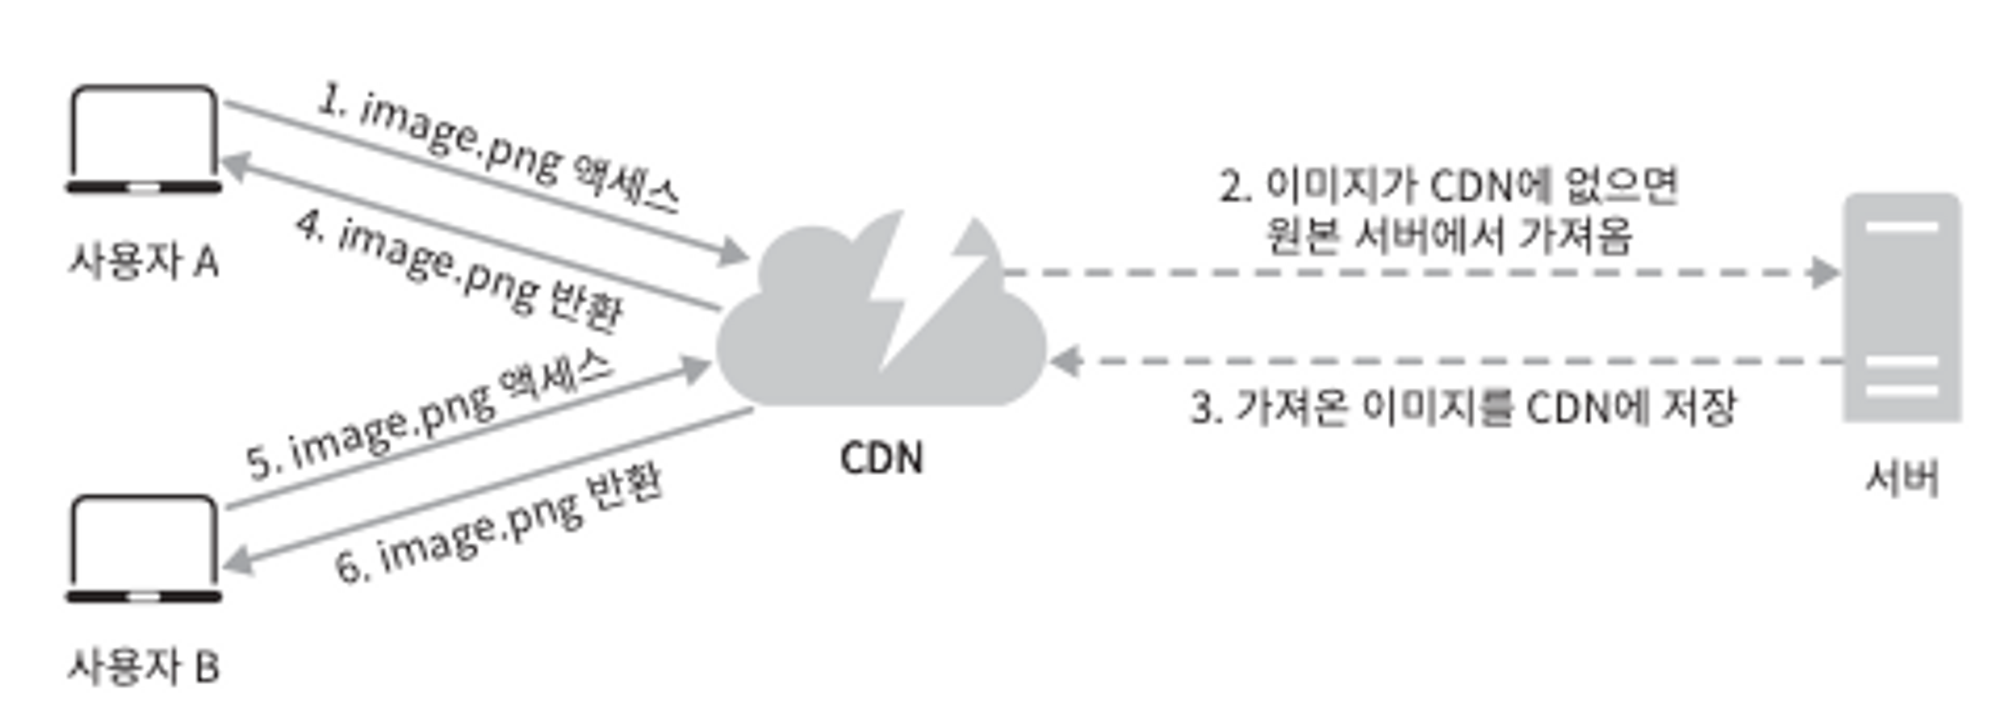 1. image.png 액세스
4. image.png 반환
사용자 A
2. 이미지가 CDN에 없으면
원본 서버에서 가져옴
3. 가져온 이미지를 CDN에 저장
CDN
서버
5. image.png 액세스
6. image.png 반환
사용자 B